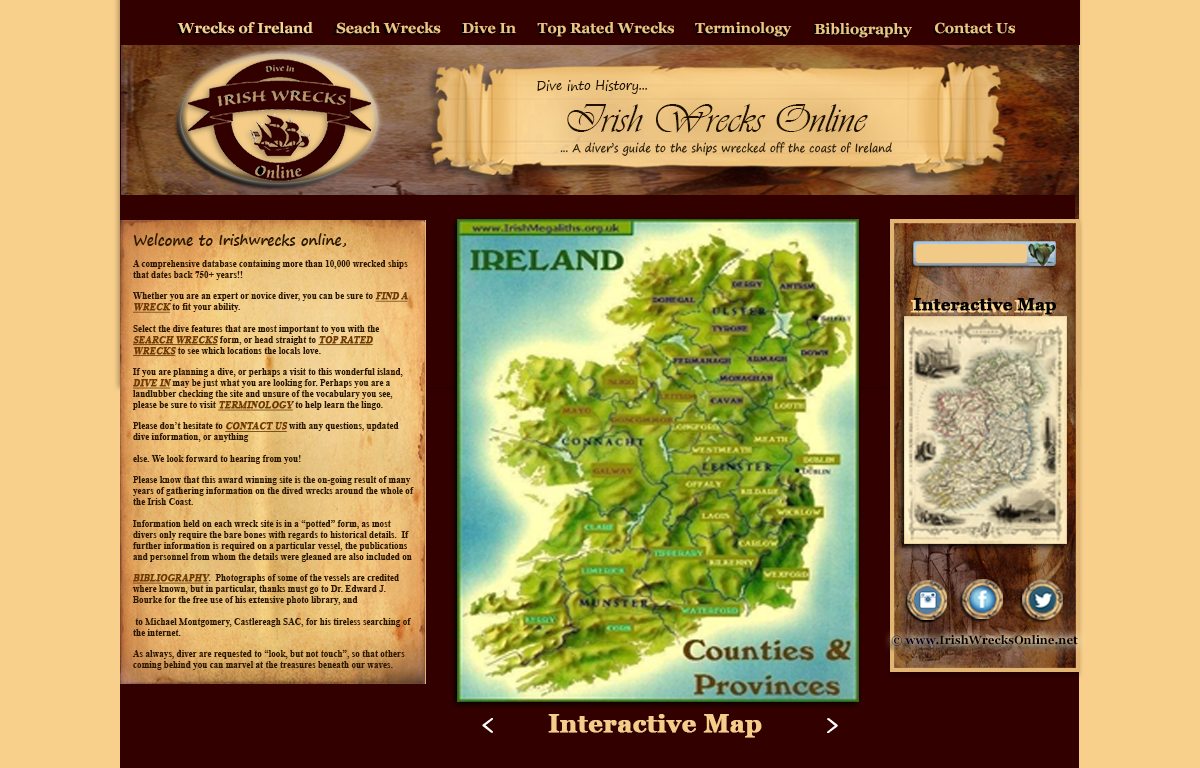 Wrecks of Ireland Seach Wrecks Dive In Top Rated Wrecks Terminology Bibliography Contact Us
Dive In
IRISH WRECKS
Online
Dive into History...
Irish Wrecks Online
... A diver's guide to the ships wrecked off the coast of Ireland
Welcome to Irishwrecks online,
A comprehensive database containing more than 10,000 wrecked ships
that dates back 750+ years!!
Whether you are an expert or novice diver, you can be sure to FIND A
WRECK to fit your ability.
Select the dive features that are most important to you with the
SEARCH WRECKS form, or head straight to TOP RATED
WRECKS to see which locations the locals love.
If you are planning a dive, or perhaps a visit to this wonderful island,
DIVE IN may be just what you are looking for. Perhaps you are a
landlubber checking the site and unsure of the vocabulary you see,
please be sure to visit TERMINOLOGY to help learn the lingo.
Please don't hesitate to CONTACT US with any questions, updated
dive information, or anything
else. We look forward to hearing from you!
Please know that this award winning site is the on-going result of many
years of gathering information on the dived wrecks around the whole of
the Irish Coast.
Information held on each wreck site is in a “potted” form, as most
divers only require the bare bones with regards to historical details. If
further information is required on a particular vessel, the publications
and personnel from whom the details were gleaned are also included on
BIBLIOGRAPHY. Photographs of some of the vessels are credited
where known, but in particular, thanks must go to Dr. Edward J.
Bourke for the free use of his extensive photo library, and
to Michael Montgomery, Castlereagh SAC, for his tireless searching of
the internet.
As always, diver are requested to “look, but not touch”, so that others
coming behind you can marvel at the treasures beneath our waves.
www.IrishMegaliths.org.uk
IRELAND
DERRY
ANTRIM
DONEGAL
ULSTER
BELFAST
TYRONE
FERMANAGH
ARMAGH
DOWN
MONAGHAN
SLIGO
LEITRIM
CAVAN
LOUTH
MAYO
ROSCOMMON
LONGFORD
MEATH
CONNACHT
WESTMEATH
DUBLIN
LEINSTER
DUBLIN
GALWAY
OFFALY
KILDARE
WICKLOW
LAOIS
CLARE
CARLOW
TIPPERARY
KILKENNY
LIMERICK
WEXFORD
MUNSTER
WATERFORD
KERRY
CORK
Counties &
Provinces
Interactive Map
Interactive Map
IRELAND
© www.IrishWrecksOnline.net